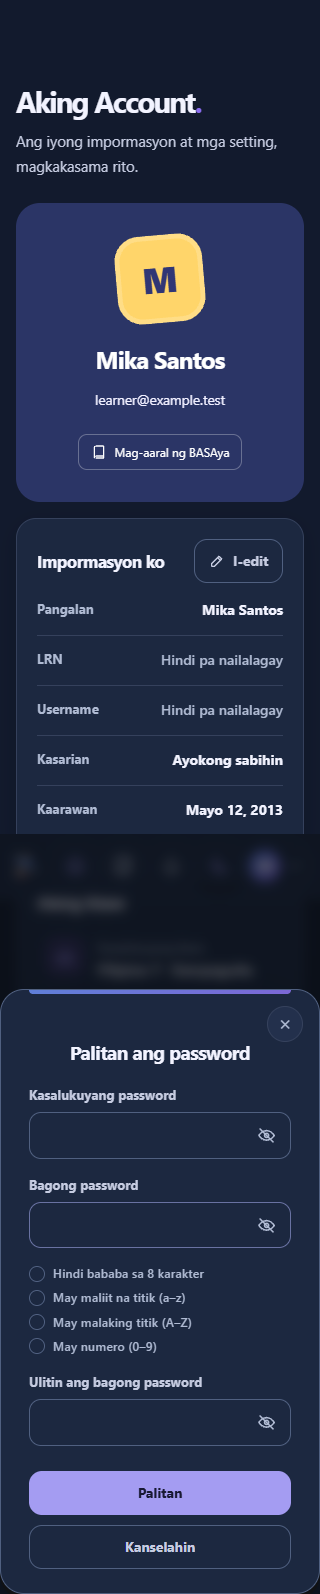 Aking Account.
Ang iyong impormasyon at mga setting,
magkakasama rito.
M
Mika Santos
learner@example.test
Mag-aaral ng BASAya
Impormasyon ko
I-edit
Pangalan
Mika Santos
LRN
Hindi pa nailalagay
Username
Hindi pa nailalagay
Kasarian
Ayokong sabihin
Kaarawan
Mayo 12, 2013
Palitan ang password
Kasalukuyang password
Bagong password
Hindi bababa sa 8 karakter
May maliit na titik (a–z)
May malaking titik (A–Z)
May numero (0–9)
Ulitin ang bagong password
Palitan
Kanselahin